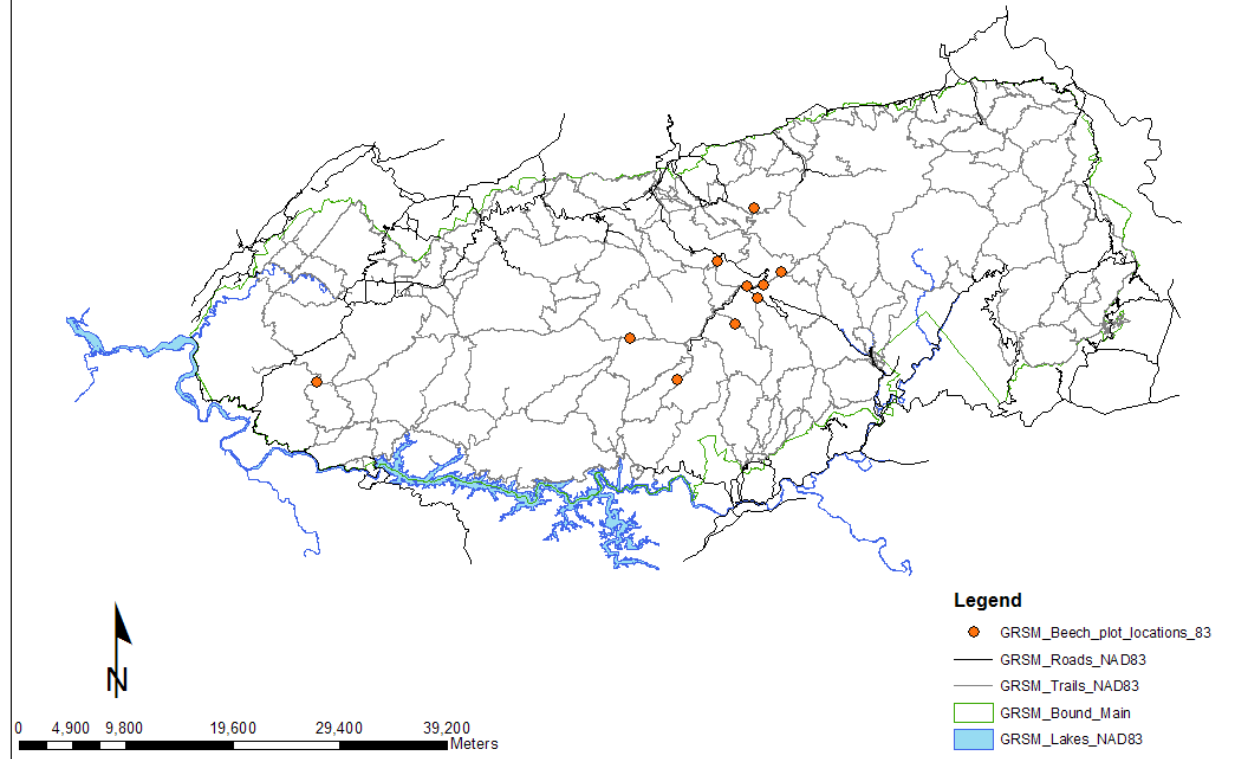 Legend
GRSM_Beech_plot_locations_83
GRSM_Roads_NAD83
GRSM_Trails_NAD83
GRSM_Bound_Main
GRSM_Lakes_NAD83
N
0 4,900 9,800 19,600 29,400 39,200
Meters